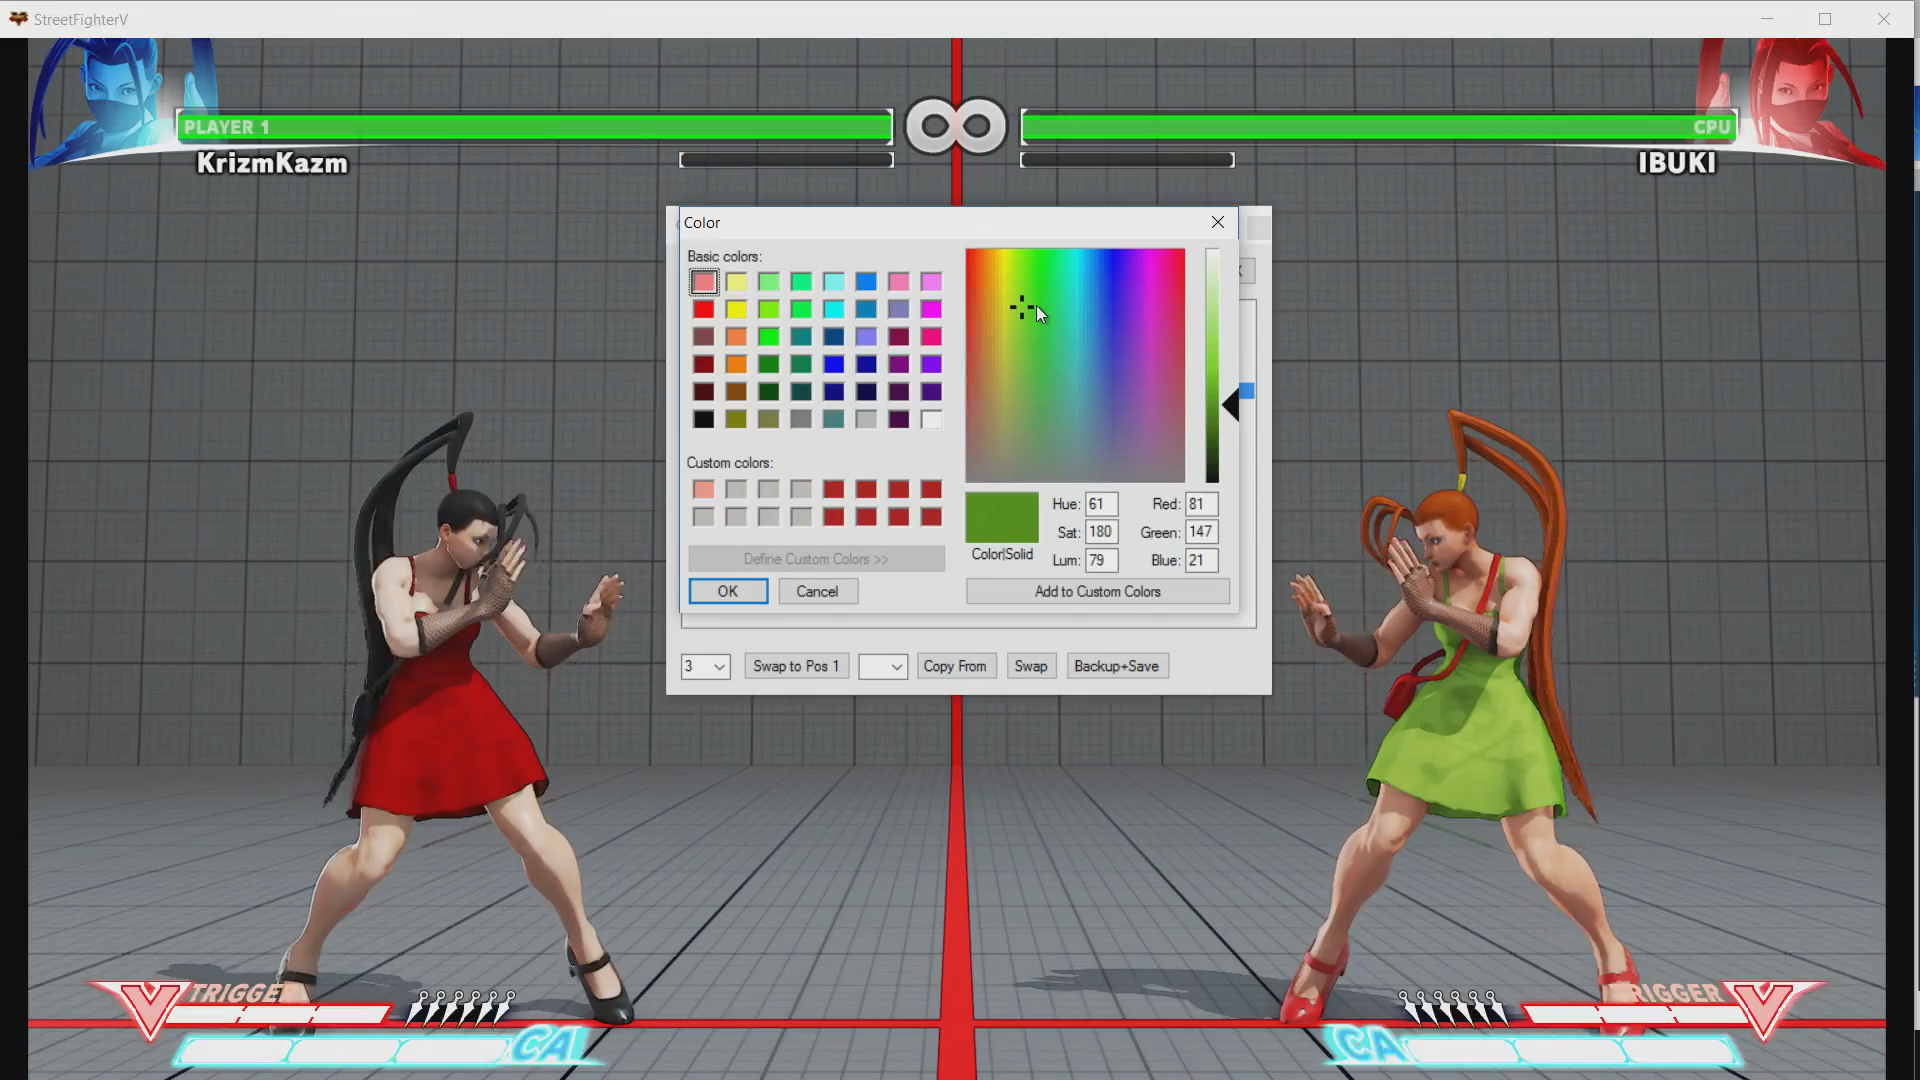 StreetFighterV
PLAYER 1
CPU
KrizmKazm
IBUKI
Color
Basic colors:
Custom colors:
Define Custom Colors >>
OK
Cancel
Color|Solid
Hue: 61
Sat: 180
Lum: 79
Red: 81
Green: 147
Blue: 21
Add to Custom Colors
3
Swap to Pos 1
Copy From
Swap
Backup+Save
V TRIGGER
CA
TRIGGER V
CA